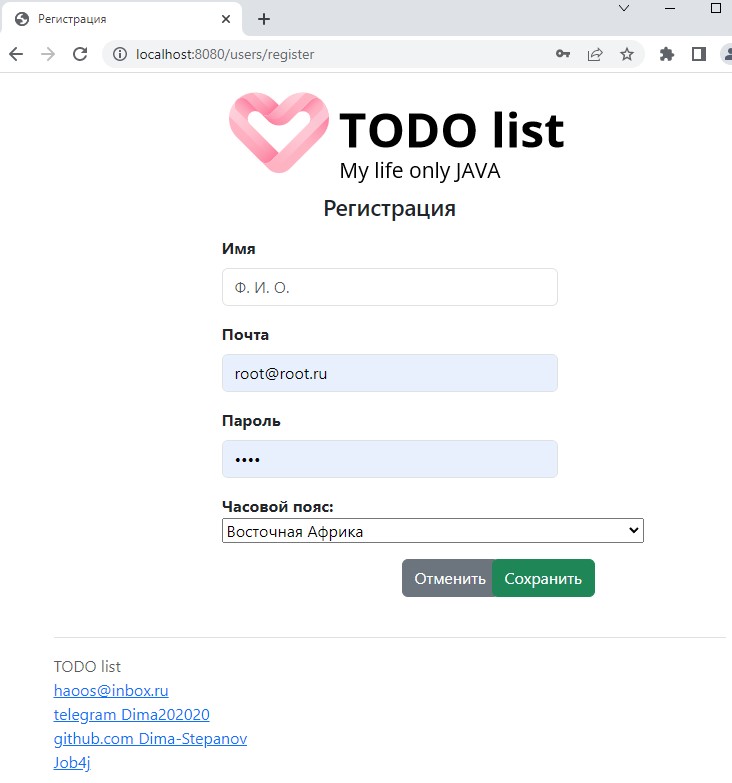 Регистрация
localhost:8080/users/register
TODO list
My life only JAVA
Регистрация
Имя
Ф. И. О.
Почта
root@root.ru
Пароль
••••
Часовой пояс:
Восточная Африка
Отменить Сохранить
TODO list
haoos@inbox.ru
telegram Dima202020
github.com Dima-Stepanov
Job4j